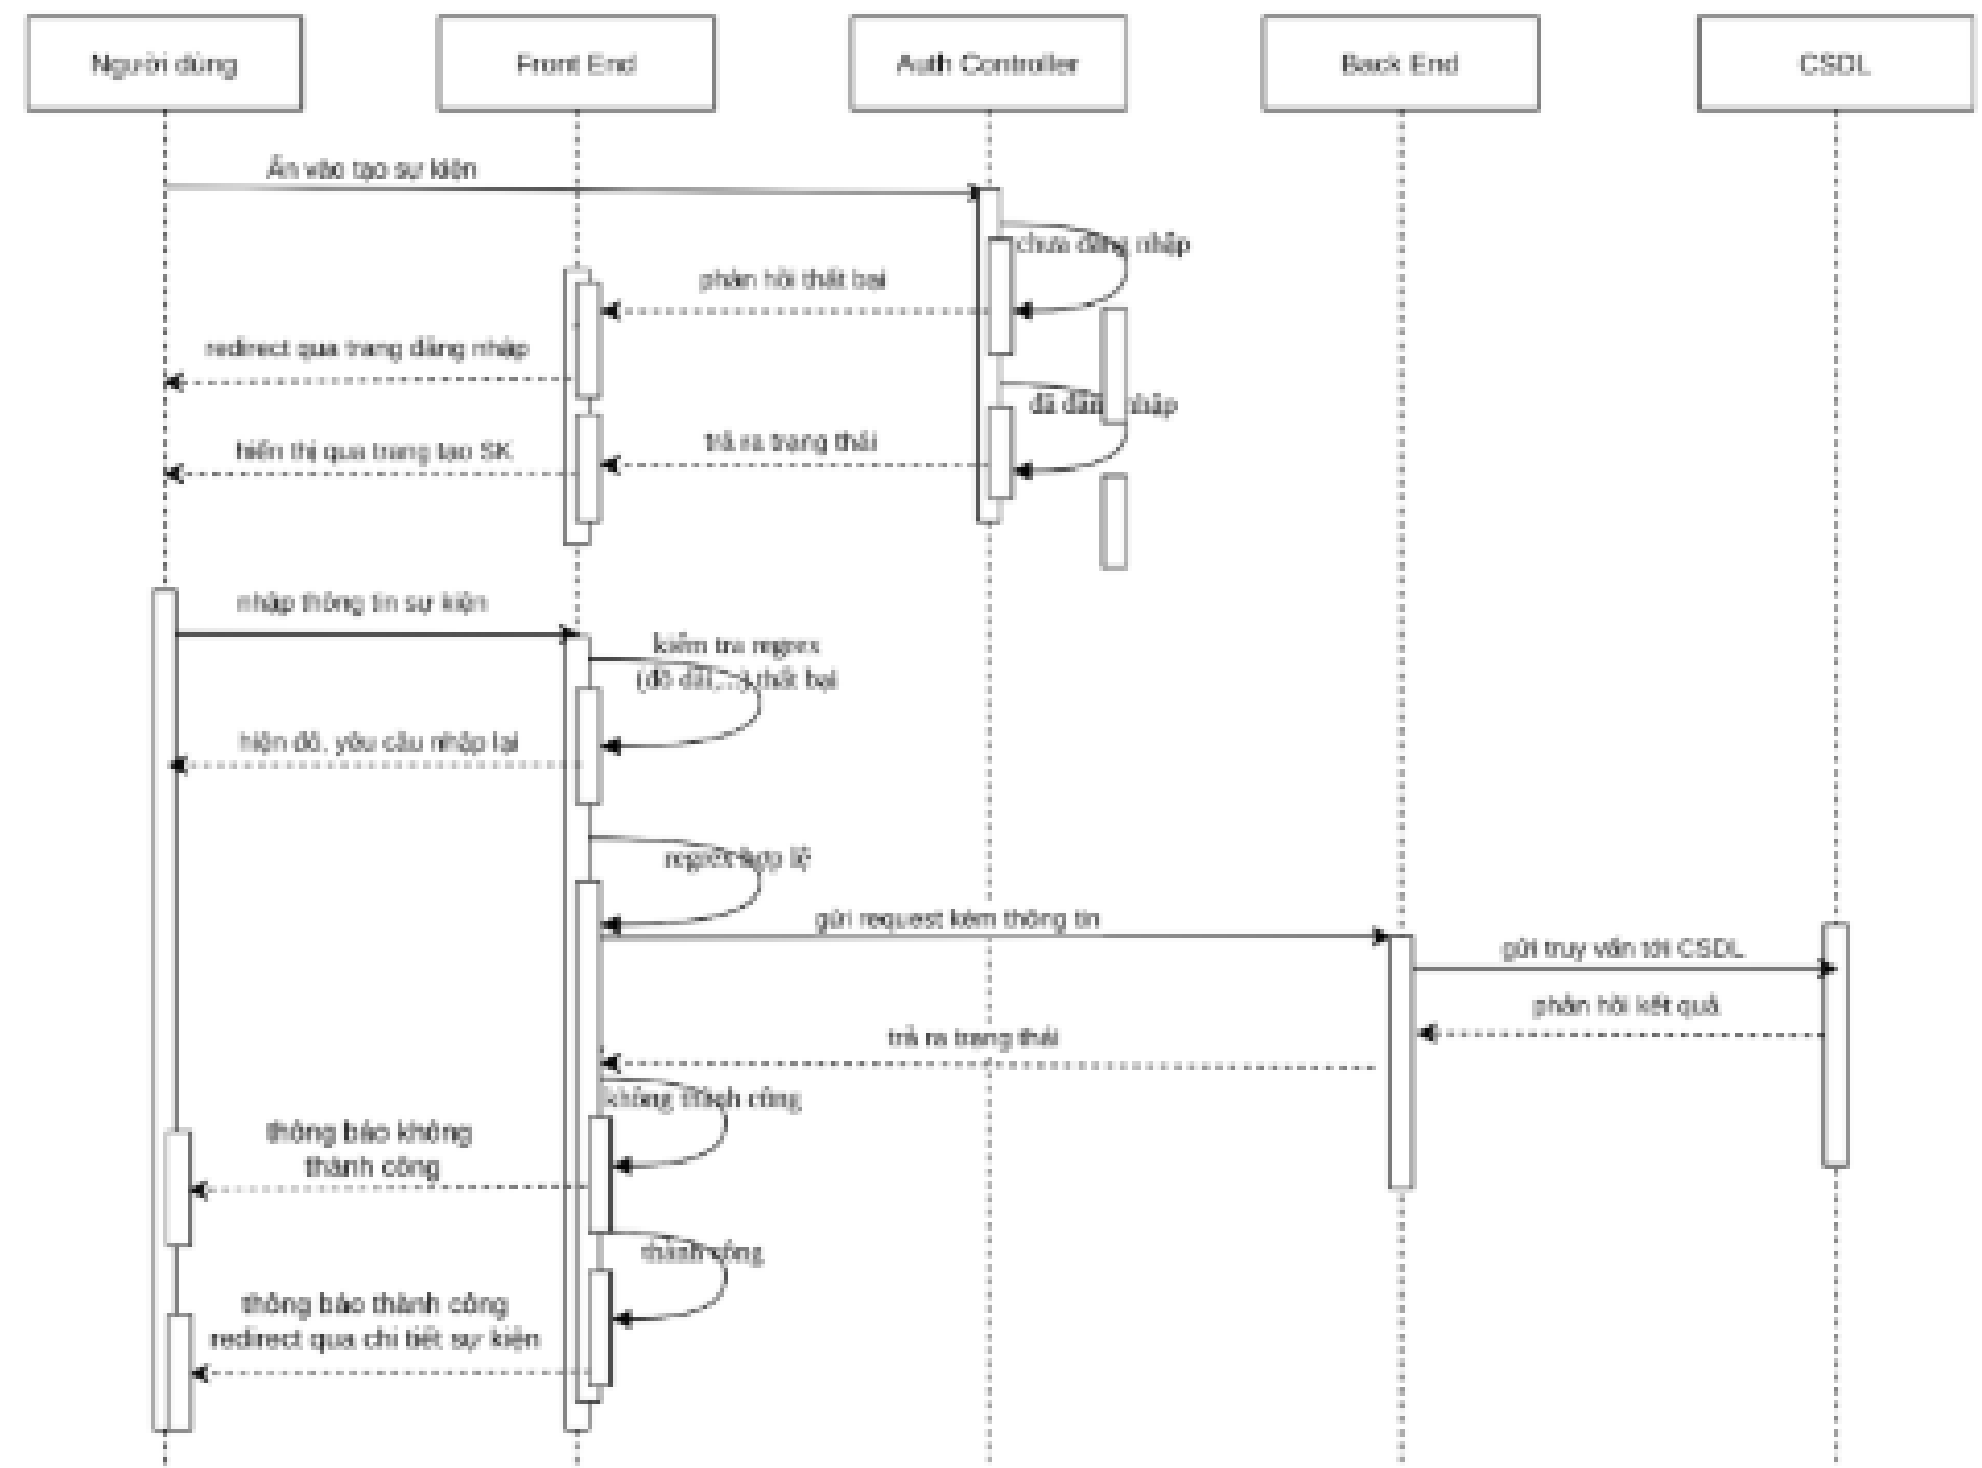 Người dùng
Front End
Auth Controller
Back End
CSDL
Ấn vào tạo sự kiện
chưa đăng nhập
phản hồi thất bại
redirect qua trang đăng nhập
đã đăng nhập
trả ra trạng thái
hiển thị qua trang tạo SK
nhập thông tin sự kiện
kiểm tra regrex
(độ dài,...) thất bại
hiện đỏ, yêu cầu nhập lại
regrex hợp lệ
gửi request kèm thông tin
gửi truy vấn tới CSDL
phản hồi kết quả
trả ra trạng thái
không thành công
thông báo không
thành công
thành công
thông báo thành công
redirect qua chi tiết sự kiện